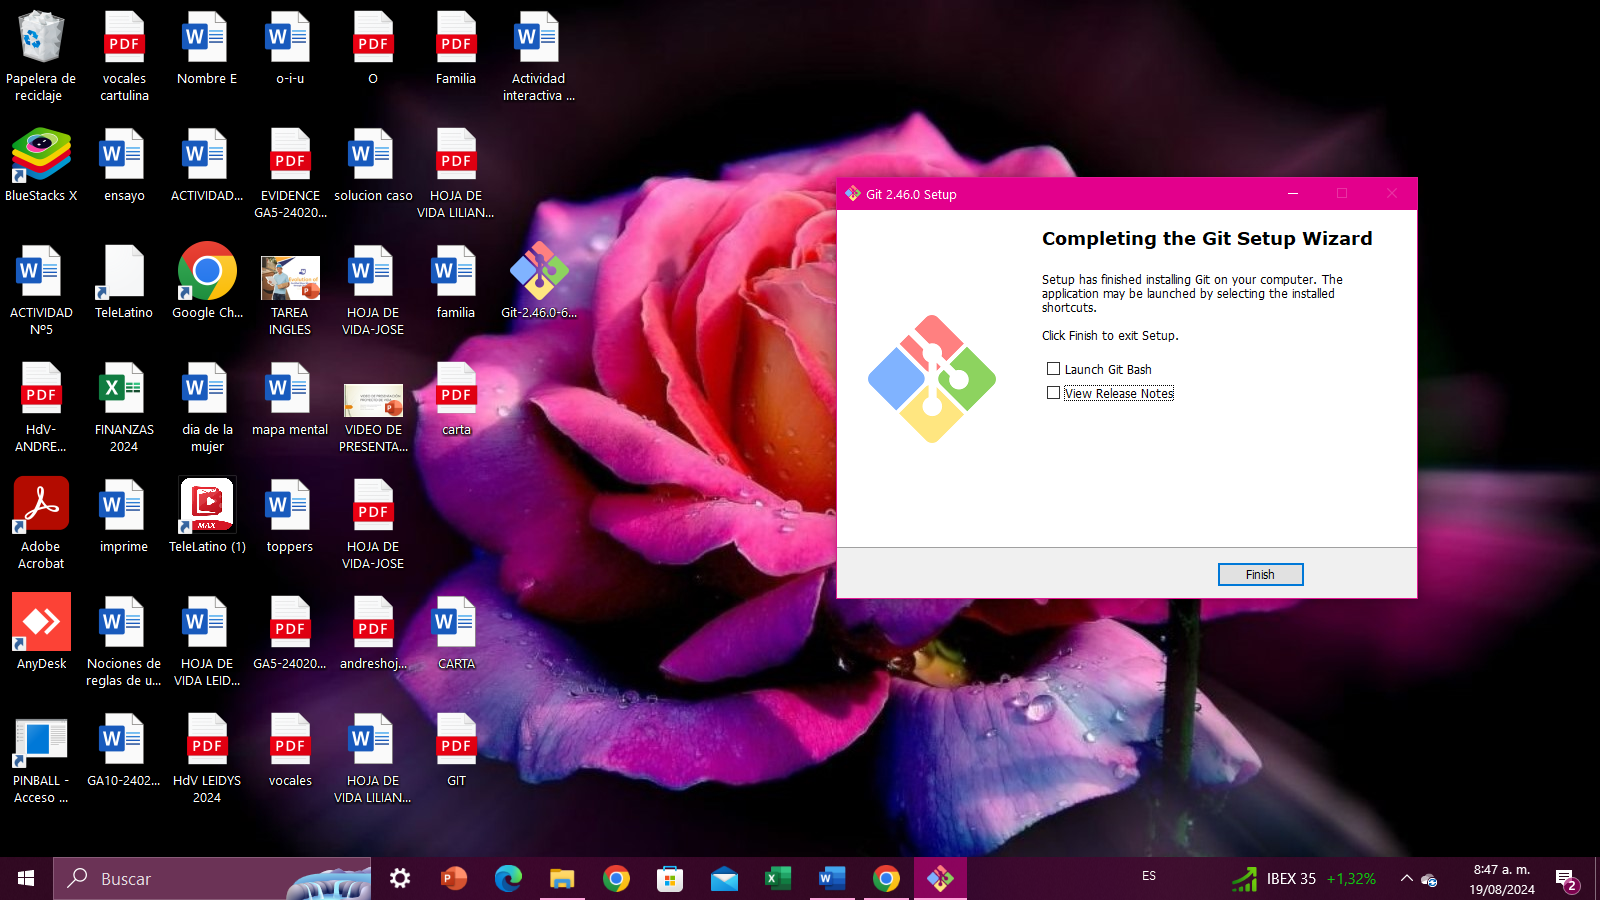 Papelera de
reciclaje
vocales
cartulina
Nombre E
o-i-u
O
Familia
Actividad
interactiva ...
BlueStacks X
ensayo
ACTIVIDAD...
EVIDENCE
GA5-24020...
solucion caso
HOJA DE
VIDA LILIAN...
ACTIVIDAD
Nº5
TeleLatino
Google Ch...
TAREA
INGLES
HOJA DE
VIDA-JOSE
familia
Git-2.46.0-6...
HdV-
ANDRE...
FINANZAS
2024
dia de la
mujer
mapa mental
VIDEO DE
PRESENTA...
carta
Adobe
Acrobat
imprime
MAX
TeleLatino (1)
toppers
HOJA DE
VIDA-JOSE
AnyDesk
Nociones de
reglas de u...
HOJA DE
VIDA LEID...
GA5-24020...
andreshoj...
CARTA
PINBALL -
Acceso ...
GA10-2402...
HdV LEIDYS
2024
vocales
HOJA DE
VIDA LILIAN...
GIT
Git 2.46.0 Setup
Completing the Git Setup Wizard
Setup has finished installing Git on your computer. The
application may be launched by selecting the installed
shortcuts.
Click Finish to exit Setup.
Launch Git Bash
View Release Notes
Finish
Buscar
ES
IBEX 35 +1,32%
8:47 a. m.
19/08/2024
2